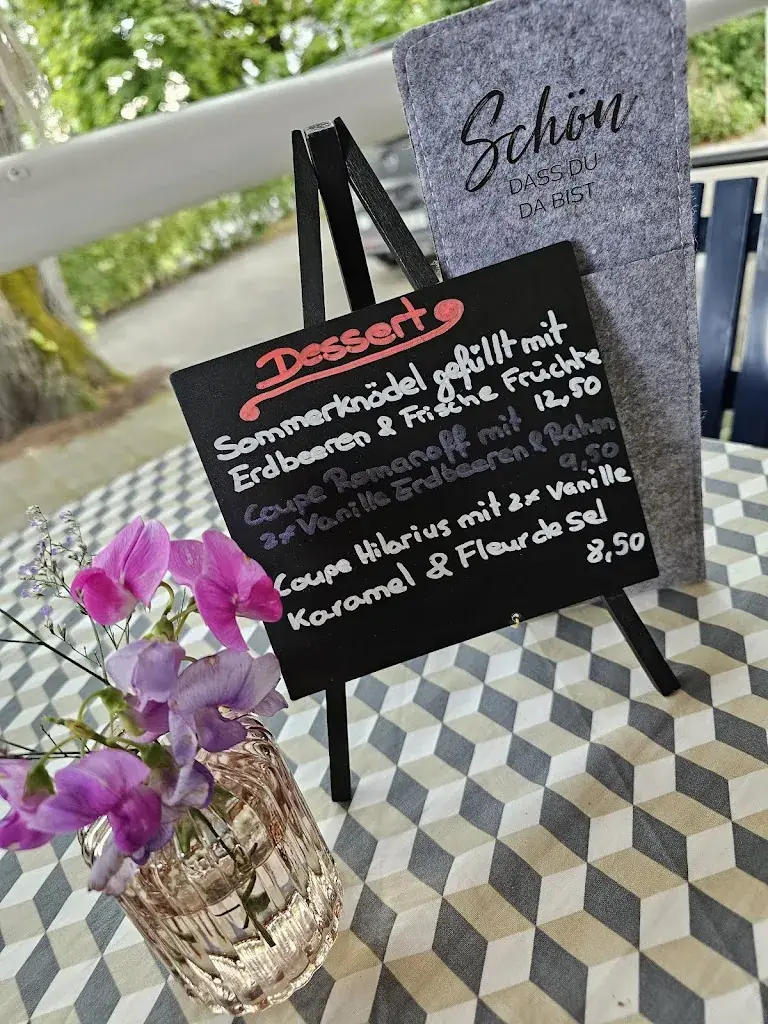 Schön
DASS DU
DA BIST
Dessert
Sommerknödel gefüllt mit
Erdbeeren & Frische Früchte
12,50
Coupe Romanoff mit
2x Vanille Erdbeeren & Rahm
9,50
Coupe Hilarius mit 2x Vanille
Karamel & Fleur de Sel
8,50